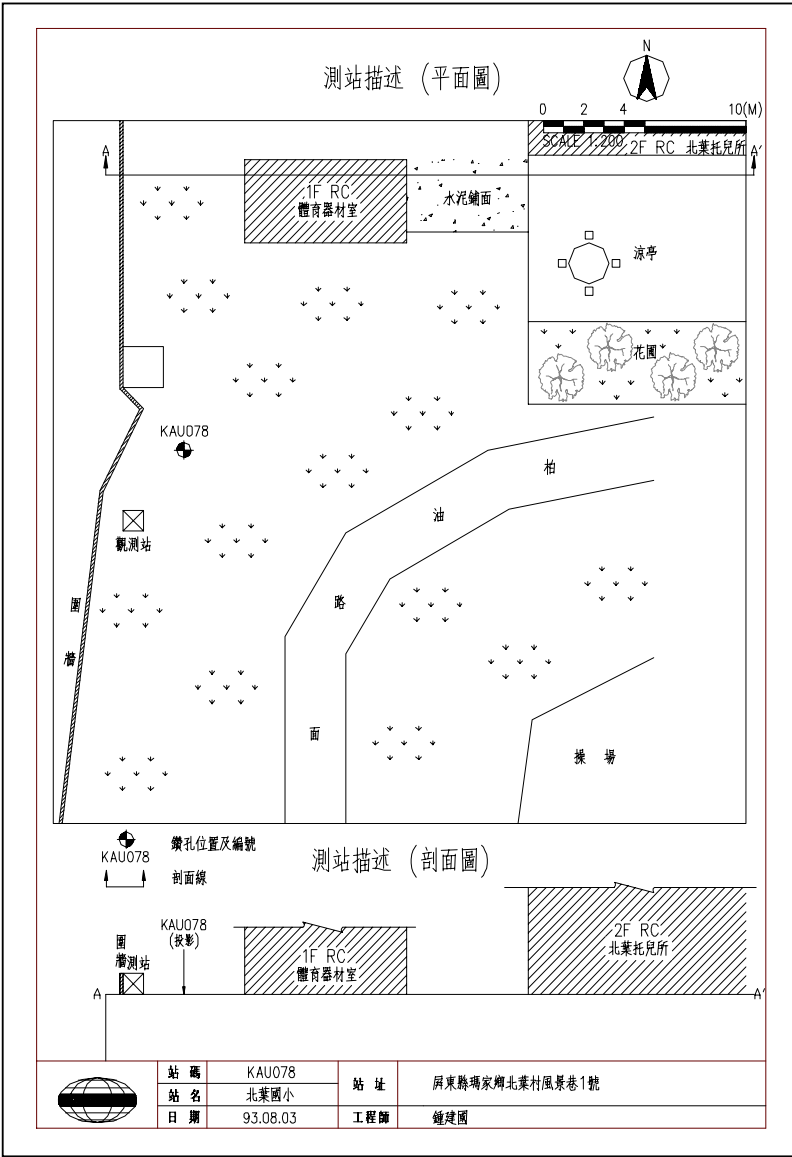 測站描述 (平面圖)
N
0 2 4 10(M)
SCALE 1:200
2F RC 北葉托兒所
A A'
1F RC
體育器材室
水泥鋪面
涼亭
花圃
KAU078
柏
油
路
面
觀測站
圍
牆
操 場
KAU078
鑽孔位置及編號
剖面線
測站描述 (剖面圖)
KAU078
(投影)
圍
牆
測站
1F RC
體育器材室
2F RC
北葉托兒所
A A'
站 碼 KAU078
站 名 北葉國小
日 期 93.08.03
站 址 屏東縣瑪家鄉北葉村風景巷1號
工程師 鍾建國